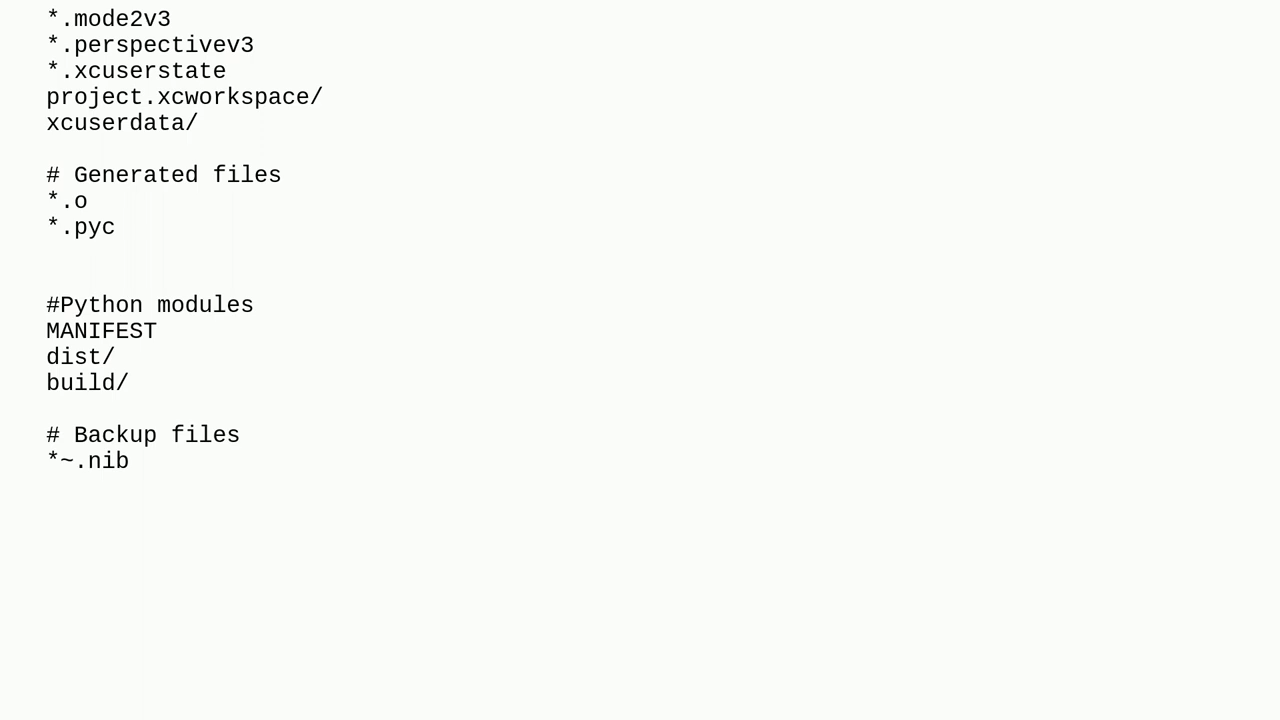 *.mode2v3
*.perspectivev3
*.xcuserstate
project.xcworkspace/
xcuserdata/

# Generated files
*.o
*.pyc


#Python modules
MANIFEST
dist/
build/

# Backup files
*~.nib